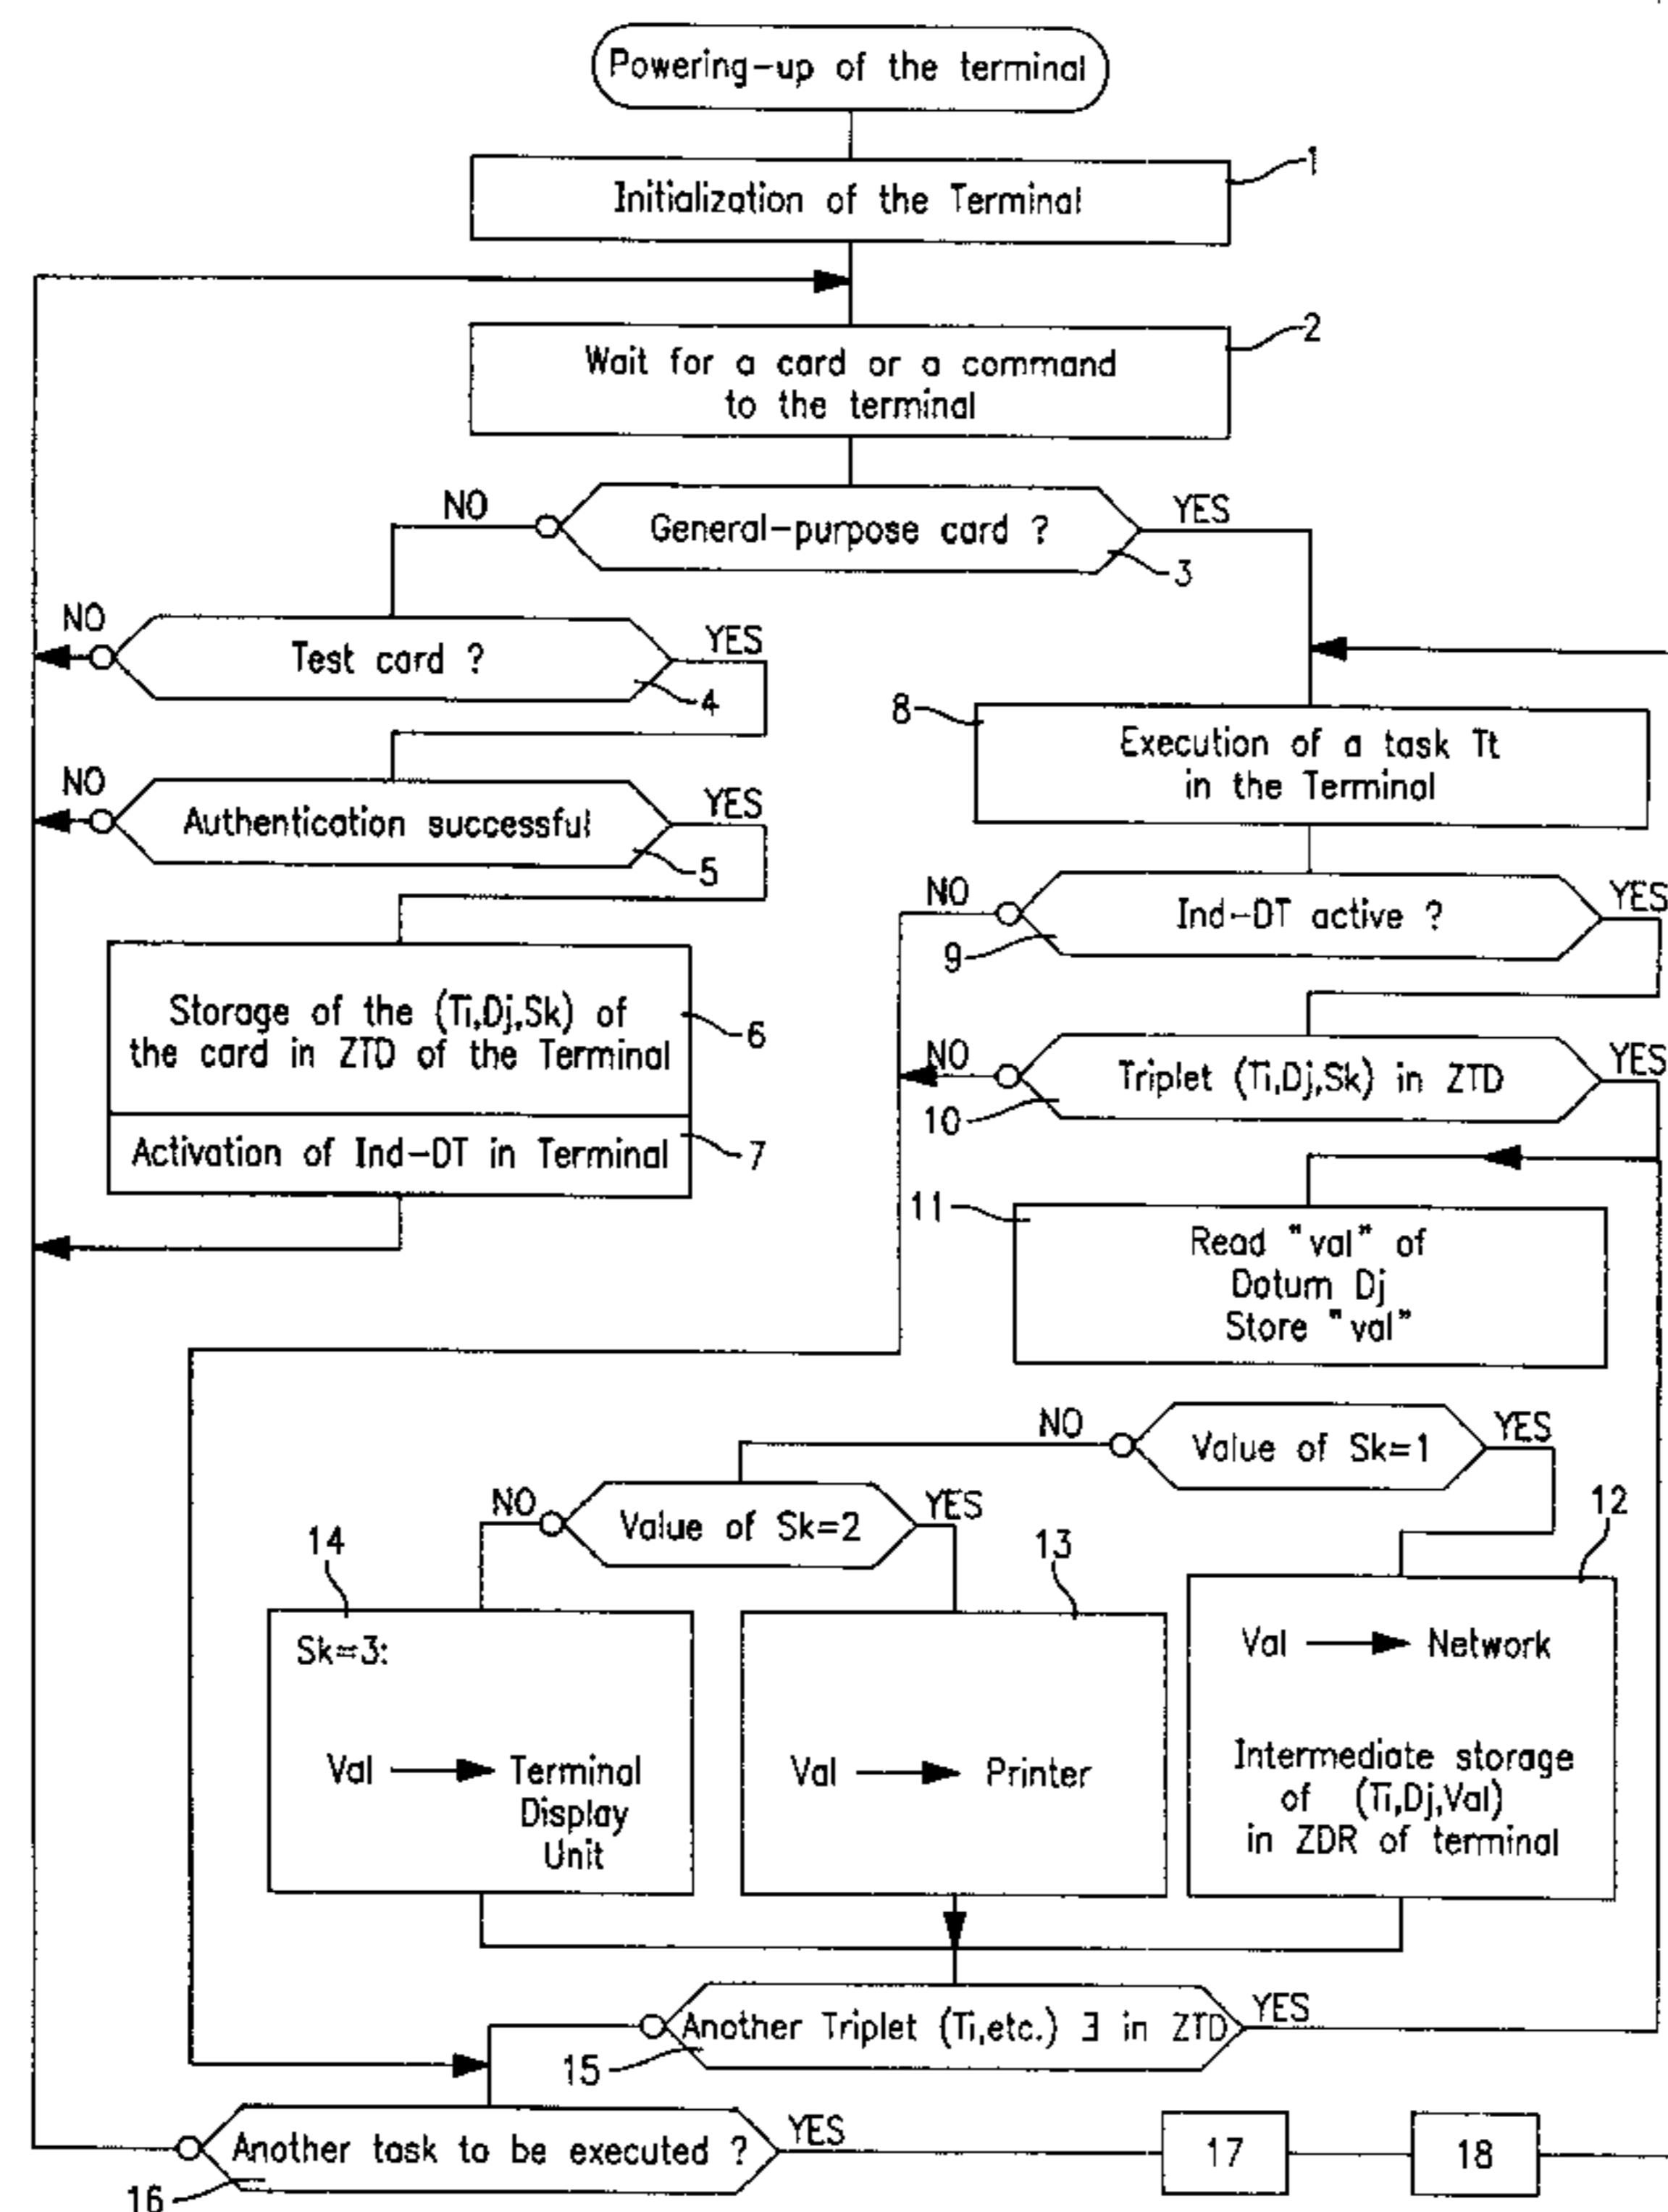 Powering-up of the terminal
1
Initialization of the Terminal
2
Wait for a card or a command
to the terminal
NO
General-purpose card ?
YES
3
NO
Test card ?
YES
4
8
Execution of a task Tt
in the Terminal
NO
Authentication successful
YES
5
NO
Ind-DT active ?
YES
9
Storage of the (Ti,Dj,Sk) of
the card in ZTD of the Terminal
6
NO
Triplet (Ti,Dj,Sk) in ZTD
YES
10
Activation of Ind-DT in Terminal
7
11
Read "val" of
Datum Dj
Store "val"
NO
Value of Sk=1
YES
NO
Value of Sk=2
YES
12
14
13
Sk=3:
Val
Terminal
Display
Unit
Val
Printer
Val
Network
Intermediate storage
of (Ti,Dj,Val)
in ZDR of terminal
Another Triplet (Ti,etc.) ∃ in ZTD
YES
15
Another task to be executed ?
YES
16
17
18